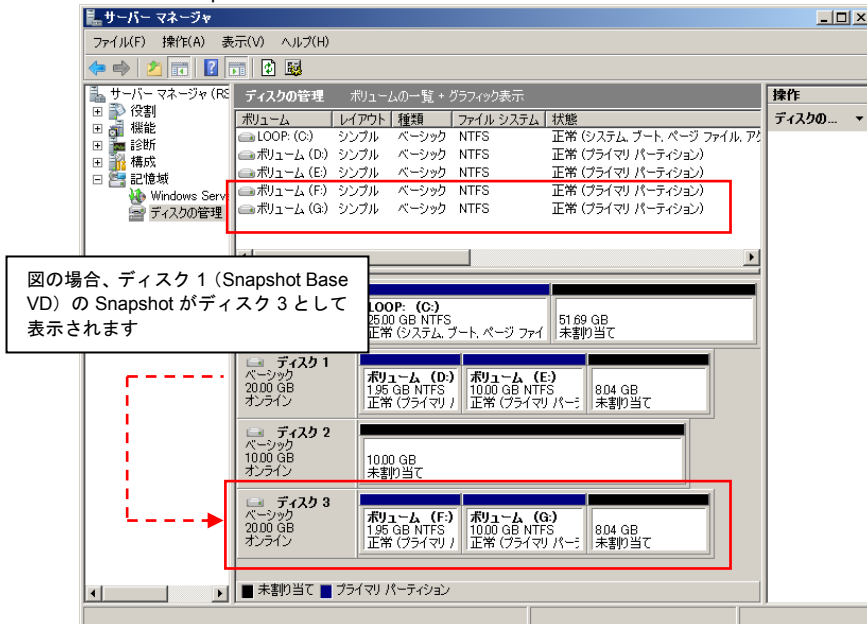 サーバー マネージャ
ファイル(F) 操作(A) 表示(V) ヘルプ(H)
サーバー マネージャ (RS
役割
機能
診断
構成
記憶域
Windows Serv
ディスクの管理
ディスクの管理 ボリュームの一覧 + グラフィック表示
ボリューム レイアウト 種類 ファイル システム 状態
LOOP: (C:) シンプル ベーシック NTFS 正常 (システム, ブート, ページ ファイル, アク
ボリューム (D:) シンプル ベーシック NTFS 正常 (プライマリ パーティション)
ボリューム (E:) シンプル ベーシック NTFS 正常 (プライマリ パーティション)
ボリューム (F:) シンプル ベーシック NTFS 正常 (プライマリ パーティション)
ボリューム (G:) シンプル ベーシック NTFS 正常 (プライマリ パーティション)
操作
ディスクの...
図の場合、ディスク 1(Snapshot Base
VD)の Snapshot がディスク 3 として
表示されます
LOOP: (C:)
25.00 GB NTFS
正常 (システム, ブート, ページ ファイ
51.69 GB
未割り当て
ディスク 1
ベーシック
20.00 GB
オンライン
ボリューム (D:)
1.95 GB NTFS
正常 (プライマリ
ボリューム (E:)
10.00 GB NTFS
正常 (プライマリ パーテ
8.04 GB
未割り当て
ディスク 2
ベーシック
10.00 GB
オンライン
10.00 GB
未割り当て
ディスク 3
ベーシック
20.00 GB
オンライン
ボリューム (F:)
1.95 GB NTFS
正常 (プライマリ
ボリューム (G:)
10.00 GB NTFS
正常 (プライマリ パーテ
8.04 GB
未割り当て
未割り当て プライマリ パーティション